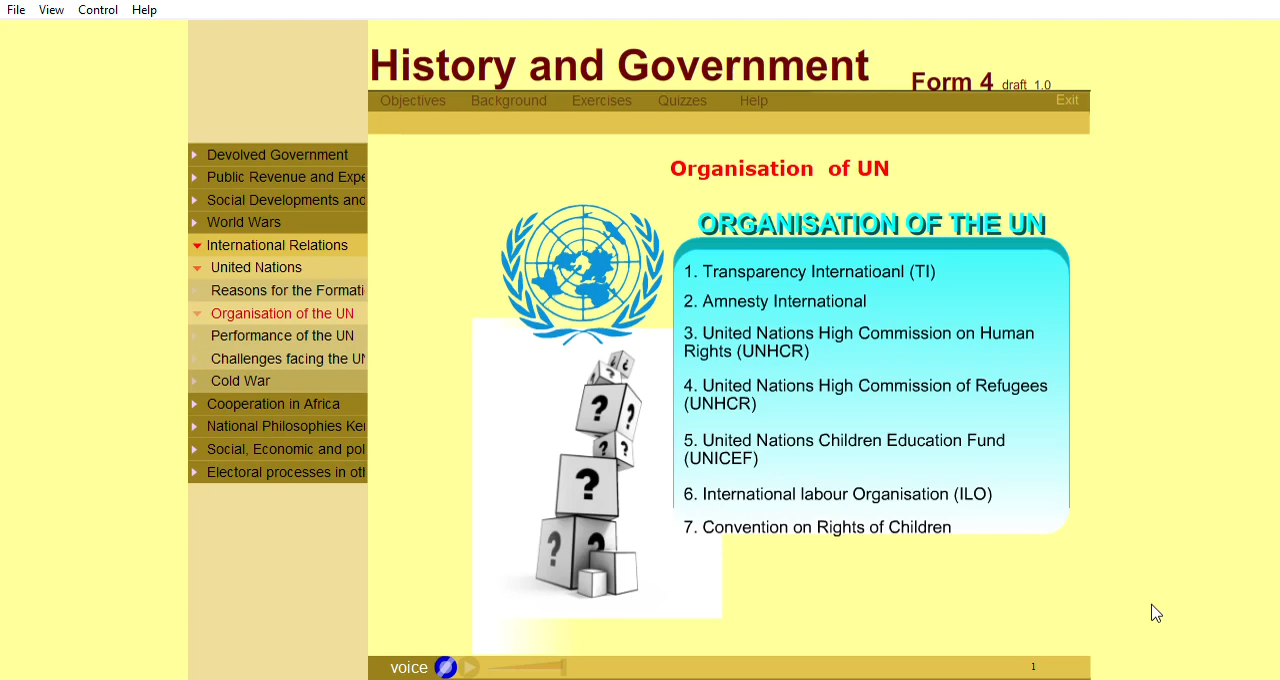 File View Control Help
History and Government
Form 4 draft 1.0
Objectives Background Exercises Quizzes Help Exit
Devolved Government
Public Revenue and Expe
Social Developments and
World Wars
International Relations
United Nations
Reasons for the Formati
Organisation of the UN
Performance of the UN
Challenges facing the UN
Cold War
Cooperation in Africa
National Philosophies Ke
Social, Economic and pol
Electoral processes in ot
Organisation of UN
ORGANISATION OF THE UN
1. Transparency Internatioanl (TI)
2. Amnesty International
3. United Nations High Commission on Human
Rights (UNHCR)
4. United Nations High Commission of Refugees
(UNHCR)
5. United Nations Children Education Fund
(UNICEF)
6. International labour Organisation (ILO)
7. Convention on Rights of Children
? ?
?
? ?
? ?
?
? ?
voice
1